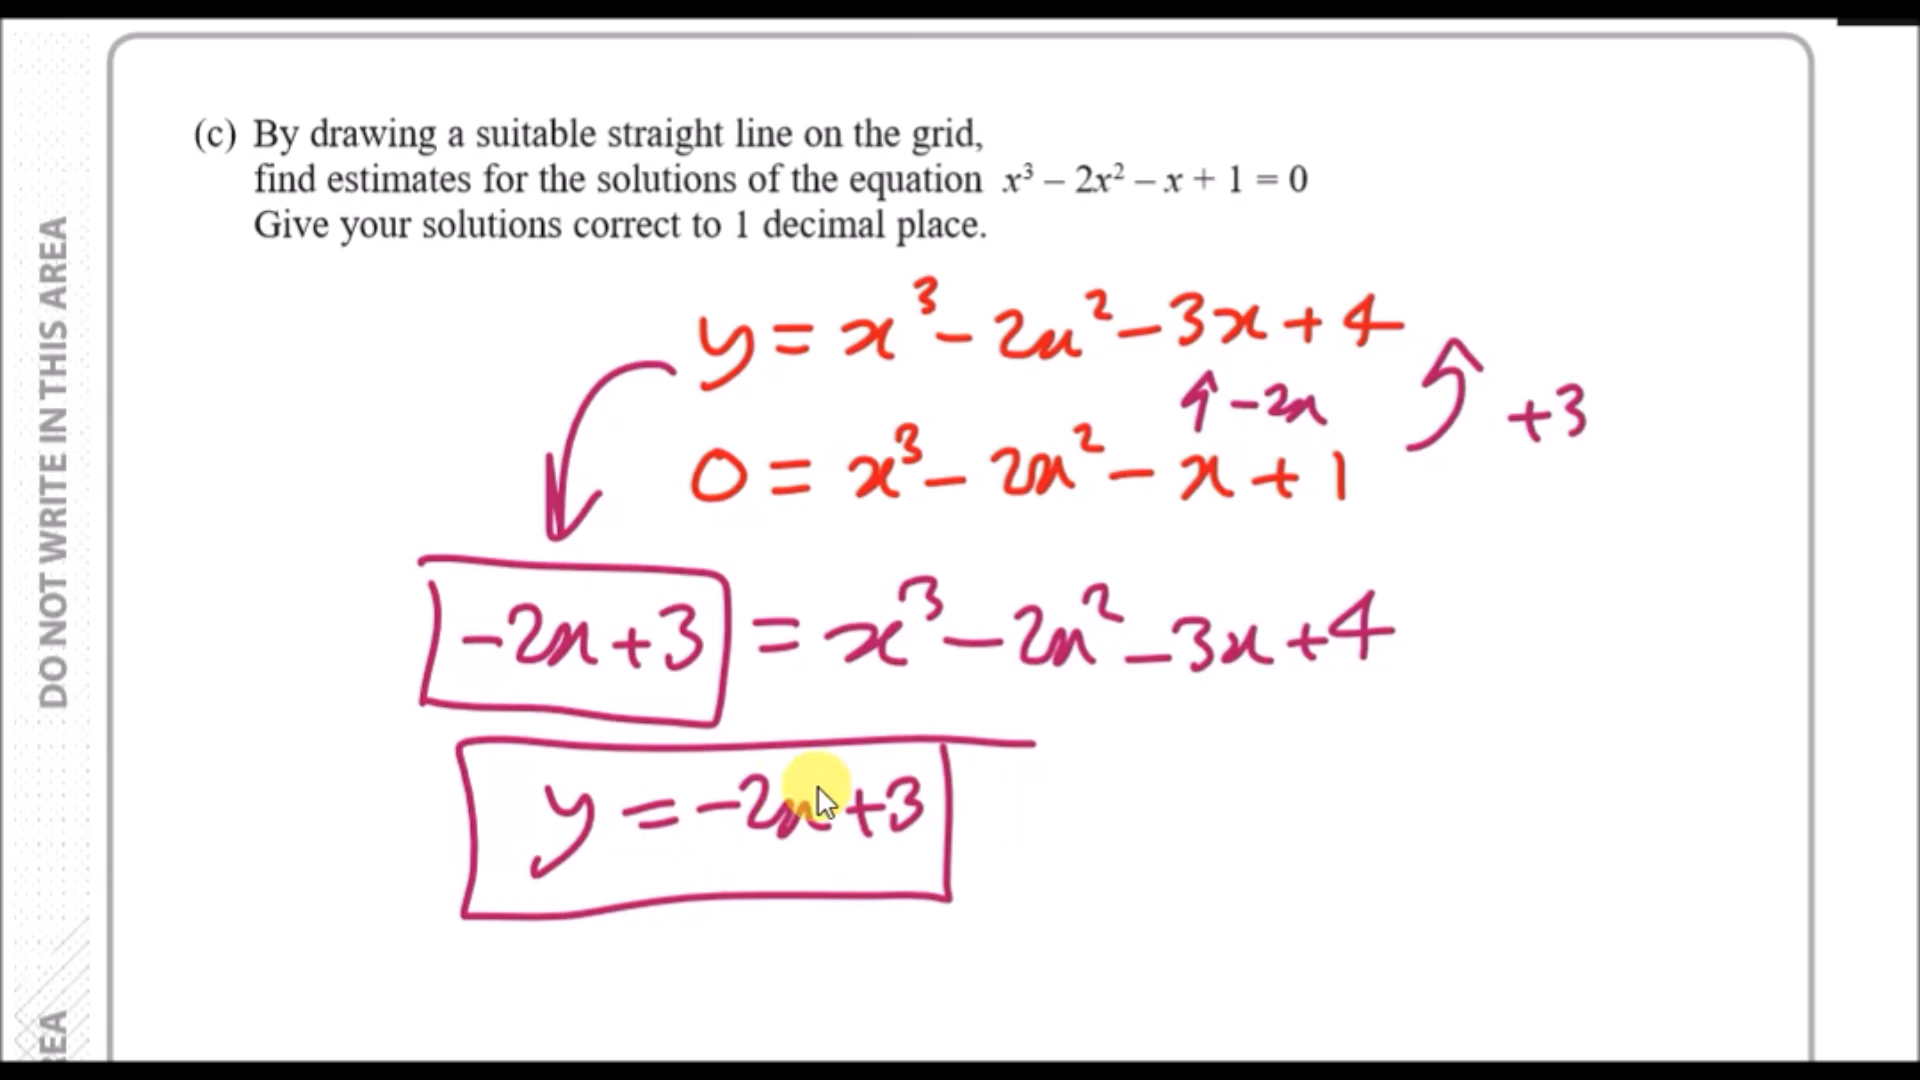 DO NOT WRITE IN THIS AREA
(c) By drawing a suitable straight line on the grid,
find estimates for the solutions of the equation x³ – 2x² – x + 1 = 0
Give your solutions correct to 1 decimal place.
y = x³ - 2x² - 3x + 4
-2x
+3
0 = x³ - 2x² - x + 1
-2x+3 = x³ - 2x² - 3x + 4
y = -2x+3
EA